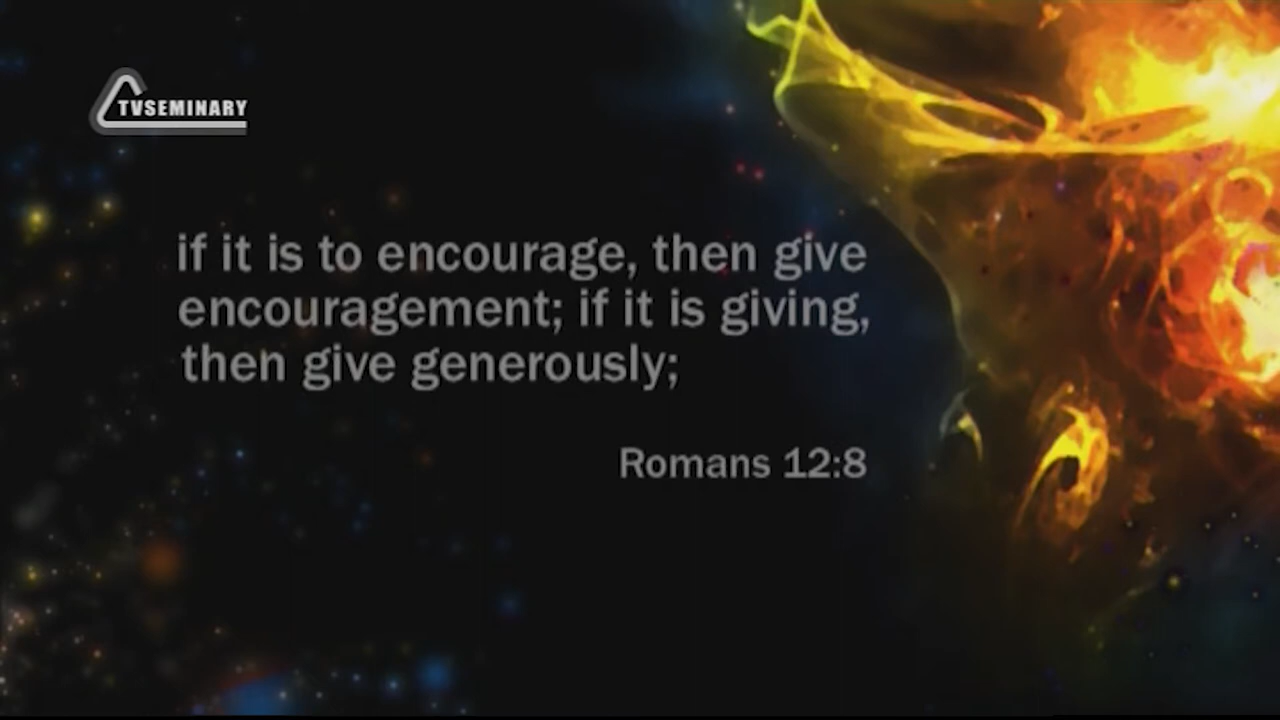 TVSEMINARY
if it is to encourage, then give
encouragement; if it is giving,
then give generously;
Romans 12:8